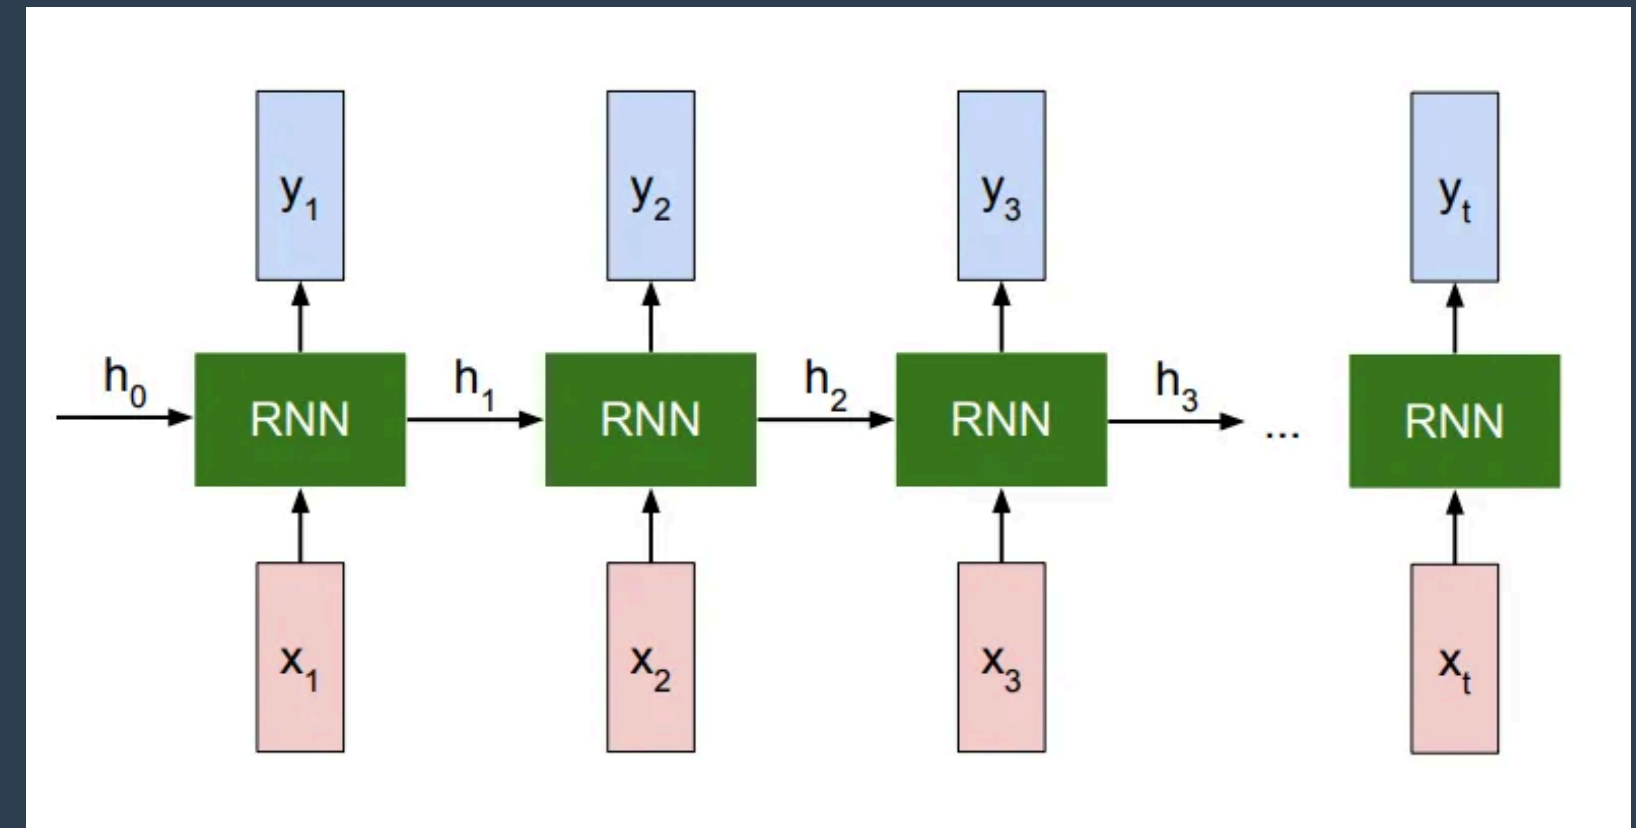 y1 y2 y3 yt
h0 RNN h1 RNN h2 RNN h3 ... RNN
x1 x2 x3 xt